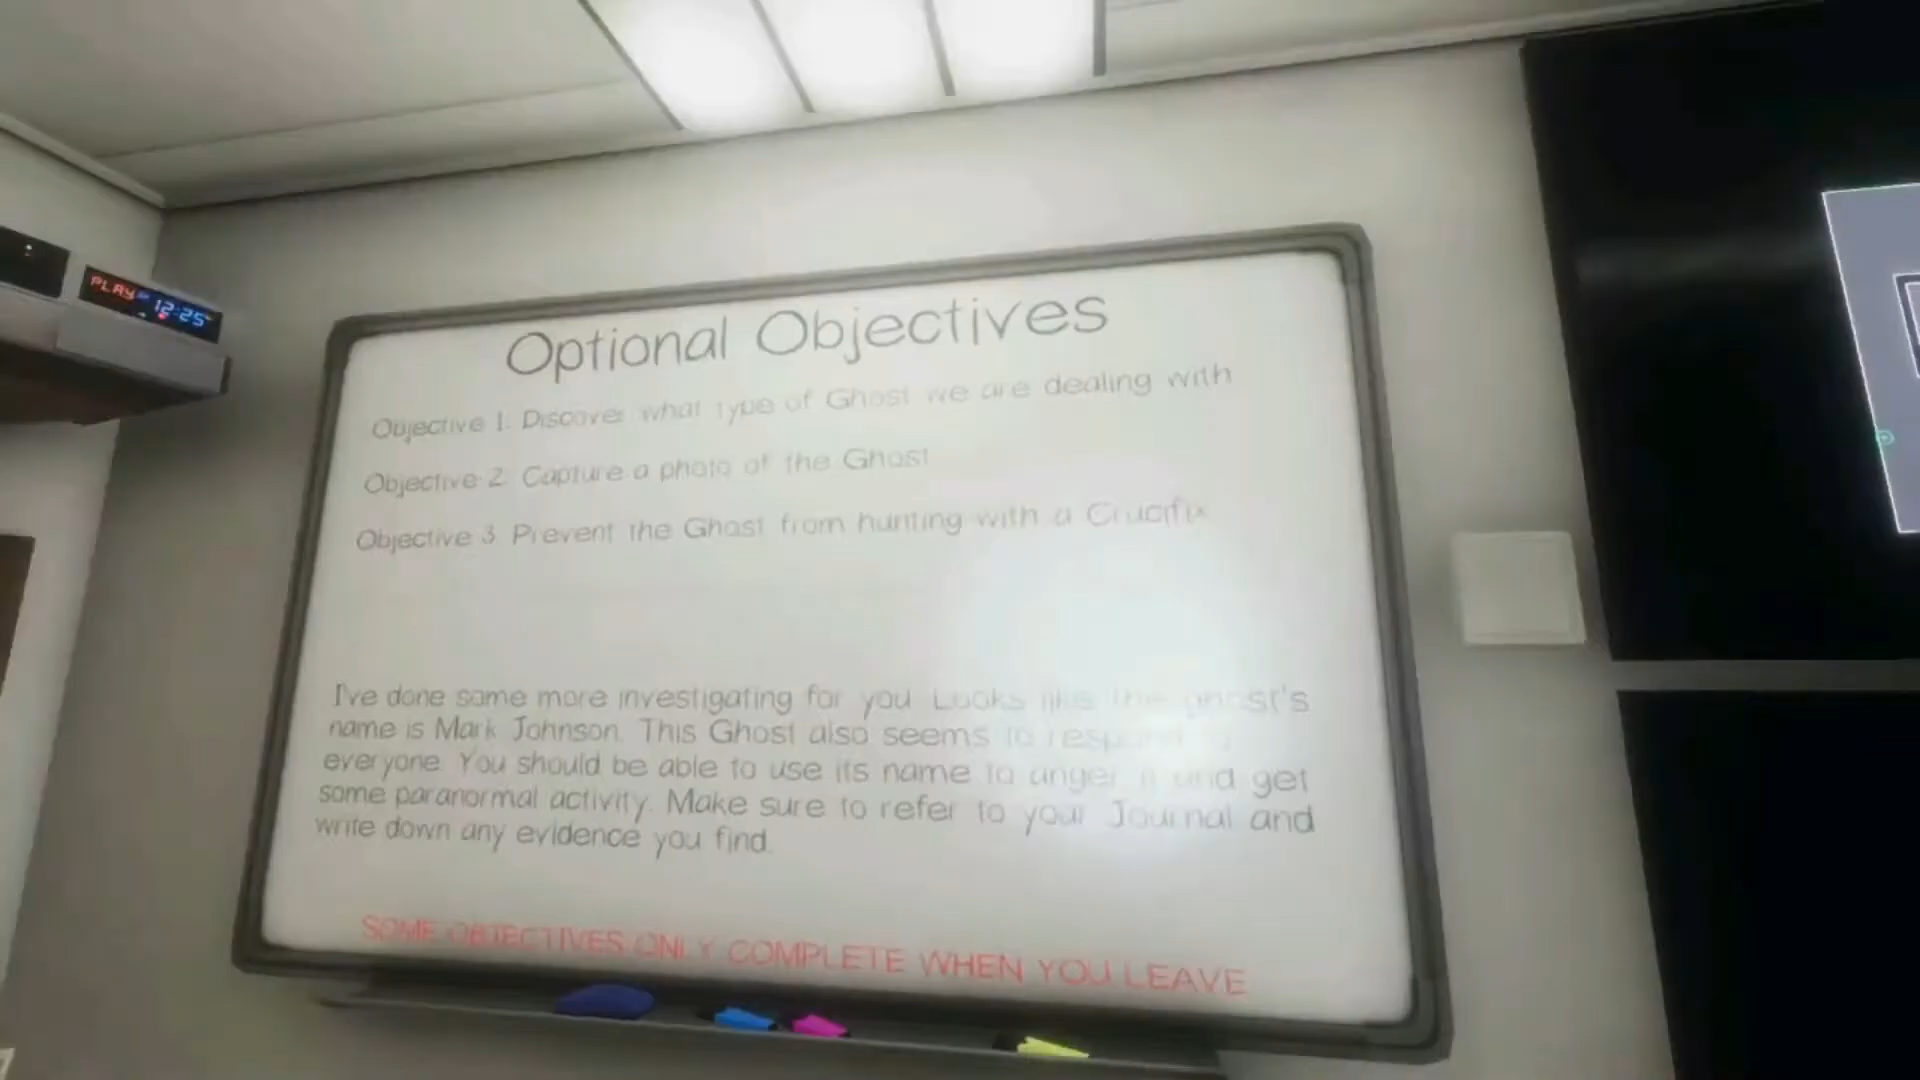 PLAY 12:25
Optional Objectives
Objective 1: Discover what type of Ghost we are dealing with
Objective 2: Capture a photo of the Ghost
Objective 3: Prevent the Ghost from hunting with a Crucifix
I've done some more investigating for you. Looks like the ghost's
name is Mark Johnson. This Ghost also seems to respond to
everyone. You should be able to use its name to anger it and get
some paranormal activity. Make sure to refer to your Journal and
write down any evidence you find.
SOME OBJECTIVES ONLY COMPLETE WHEN YOU LEAVE